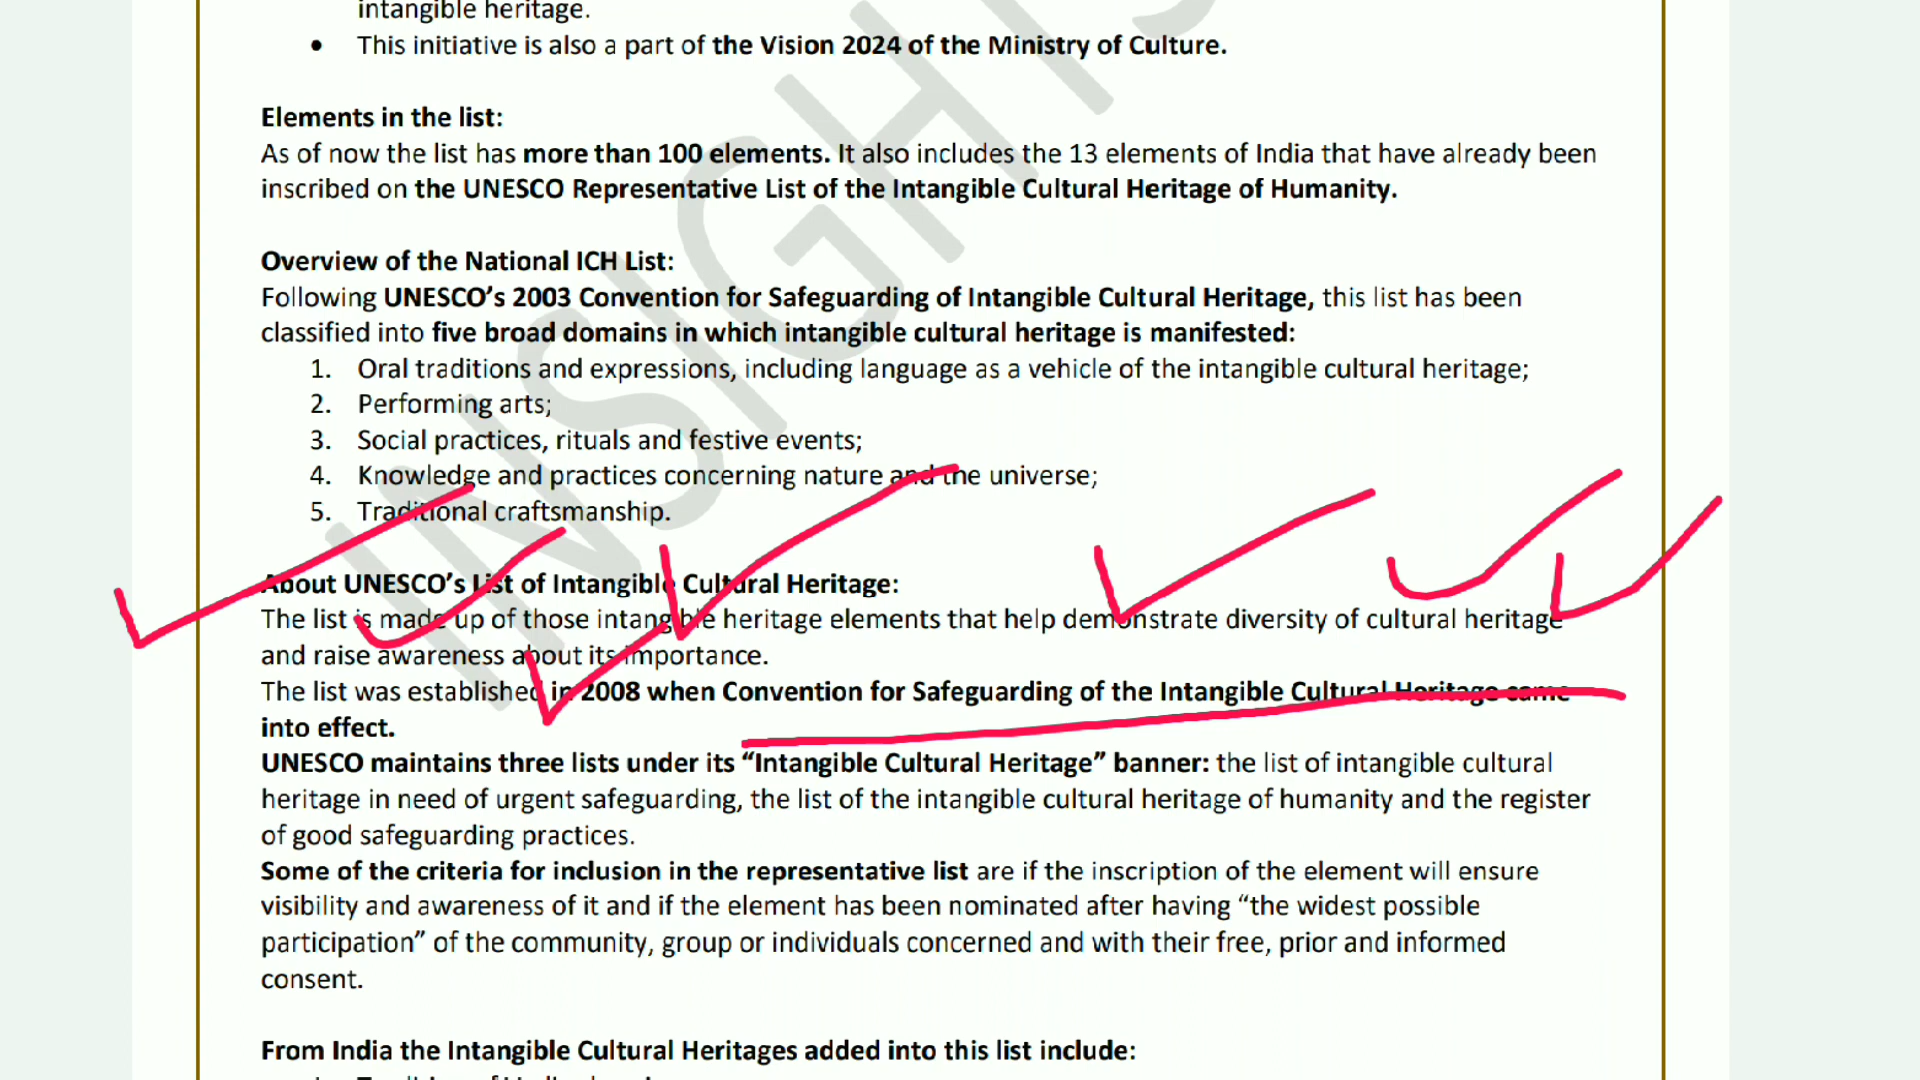 intangible heritage.
• This initiative is also a part of the Vision 2024 of the Ministry of Culture.
Elements in the list:
As of now the list has more than 100 elements. It also includes the 13 elements of India that have already been
inscribed on the UNESCO Representative List of the Intangible Cultural Heritage of Humanity.
Overview of the National ICH List:
Following UNESCO’s 2003 Convention for Safeguarding of Intangible Cultural Heritage, this list has been
classified into five broad domains in which intangible cultural heritage is manifested:
1. Oral traditions and expressions, including language as a vehicle of the intangible cultural heritage;
2. Performing arts;
3. Social practices, rituals and festive events;
4. Knowledge and practices concerning nature and the universe;
5. Traditional craftsmanship.
About UNESCO’s List of Intangible Cultural Heritage:
The list is made up of those intangible heritage elements that help demonstrate diversity of cultural heritage
and raise awareness about its importance.
The list was established in 2008 when Convention for Safeguarding of the Intangible Cultural Heritage came
into effect.
UNESCO maintains three lists under its “Intangible Cultural Heritage” banner: the list of intangible cultural
heritage in need of urgent safeguarding, the list of the intangible cultural heritage of humanity and the register
of good safeguarding practices.
Some of the criteria for inclusion in the representative list are if the inscription of the element will ensure
visibility and awareness of it and if the element has been nominated after having “the widest possible
participation” of the community, group or individuals concerned and with their free, prior and informed
consent.
From India the Intangible Cultural Heritages added into this list include:
INSIGHTS